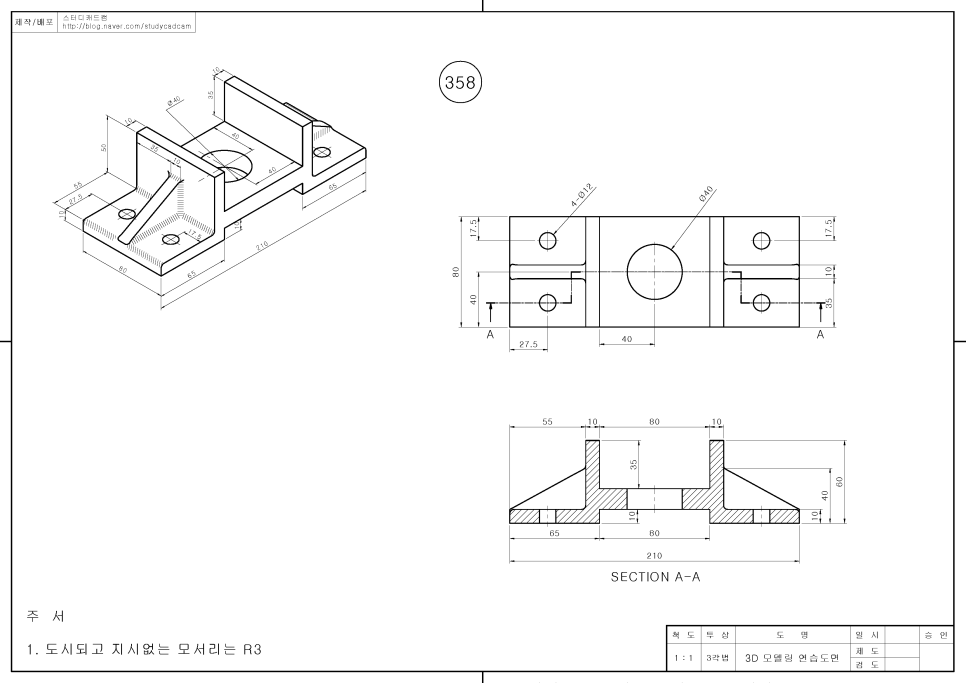 제작/배포
스터디캐드캠
http://blog.naver.com/studycadcam
358
10
35
Ø40
10
40
50
35
10
40
55
27.5
10
17.5
10
65
210
80
65
4-Ø12
Ø40
17.5
17.5
80
40
10
35
A
A
27.5
40
55
10
80
10
35
60
40
10
10
65
80
210
SECTION A-A
주 서
1. 도시되고 지시없는 모서리는 R3
척 도
투 상
도 명
일 시
승 인
1 : 1
3각법
3D 모델링 연습도면
제 도
검 도